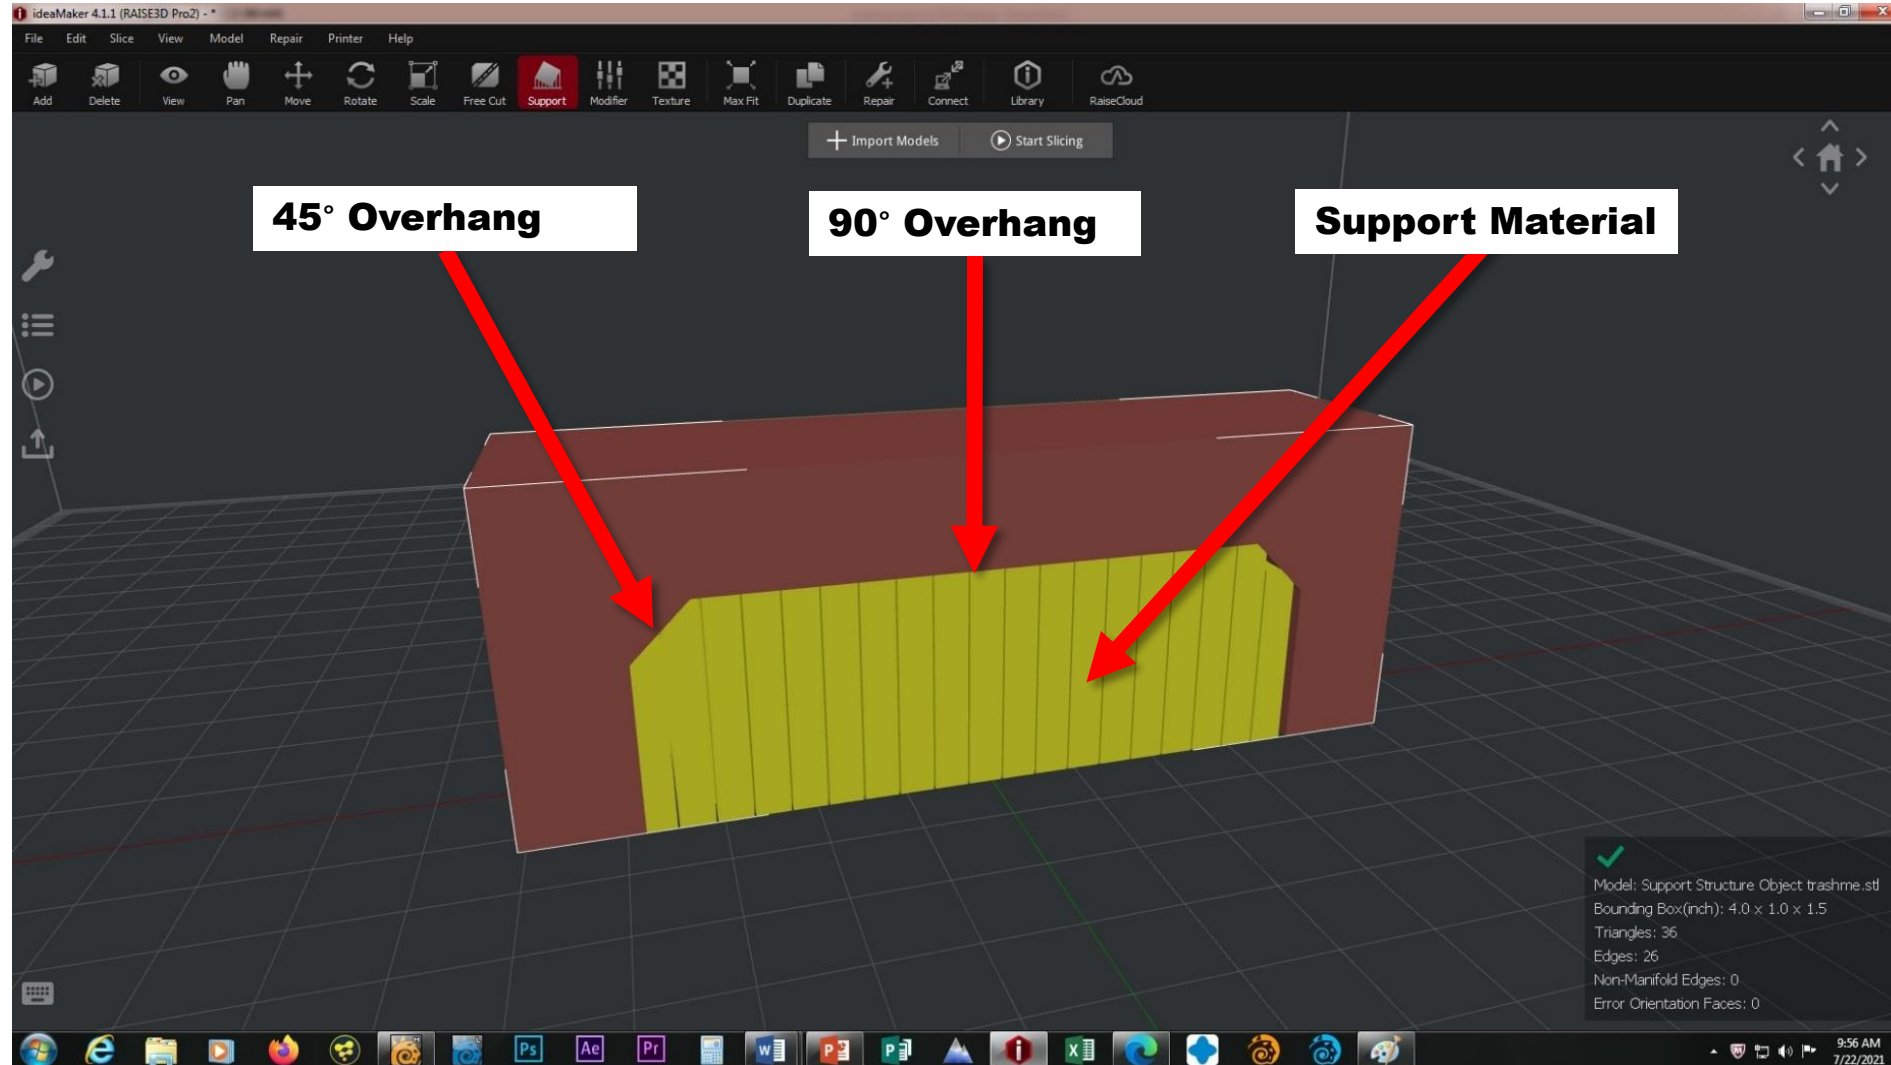 ideaMaker 4.1.1 (RAISE3D Pro2) - *
File Edit Slice View Model Repair Printer Help
Add Delete View Pan Move Rotate Scale Free Cut Support Modifier Texture Max Fit Duplicate Repair Connect Library RaiseCloud
Import Models Start Slicing
45° Overhang
90° Overhang
Support Material
Model: Support Structure Object trashme.stl
Bounding Box(inch): 4.0 x 1.0 x 1.5
Triangles: 36
Edges: 26
Non-Manifold Edges: 0
Error Orientation Faces: 0
Ps Ae Pr
9:56 AM
7/22/2021